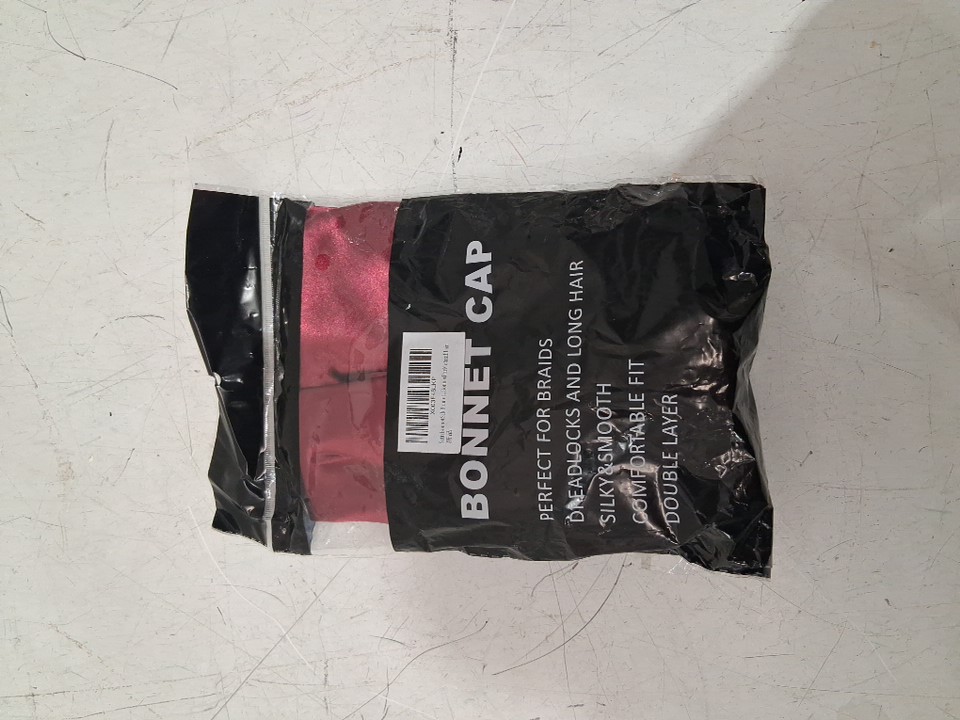 BONNET CAP
PERFECT FOR BRAIDS
DREADLOCKS AND LONG HAIR
SILKY&SMOOTH
COMFORTABLE FIT
DOUBLE LAYER